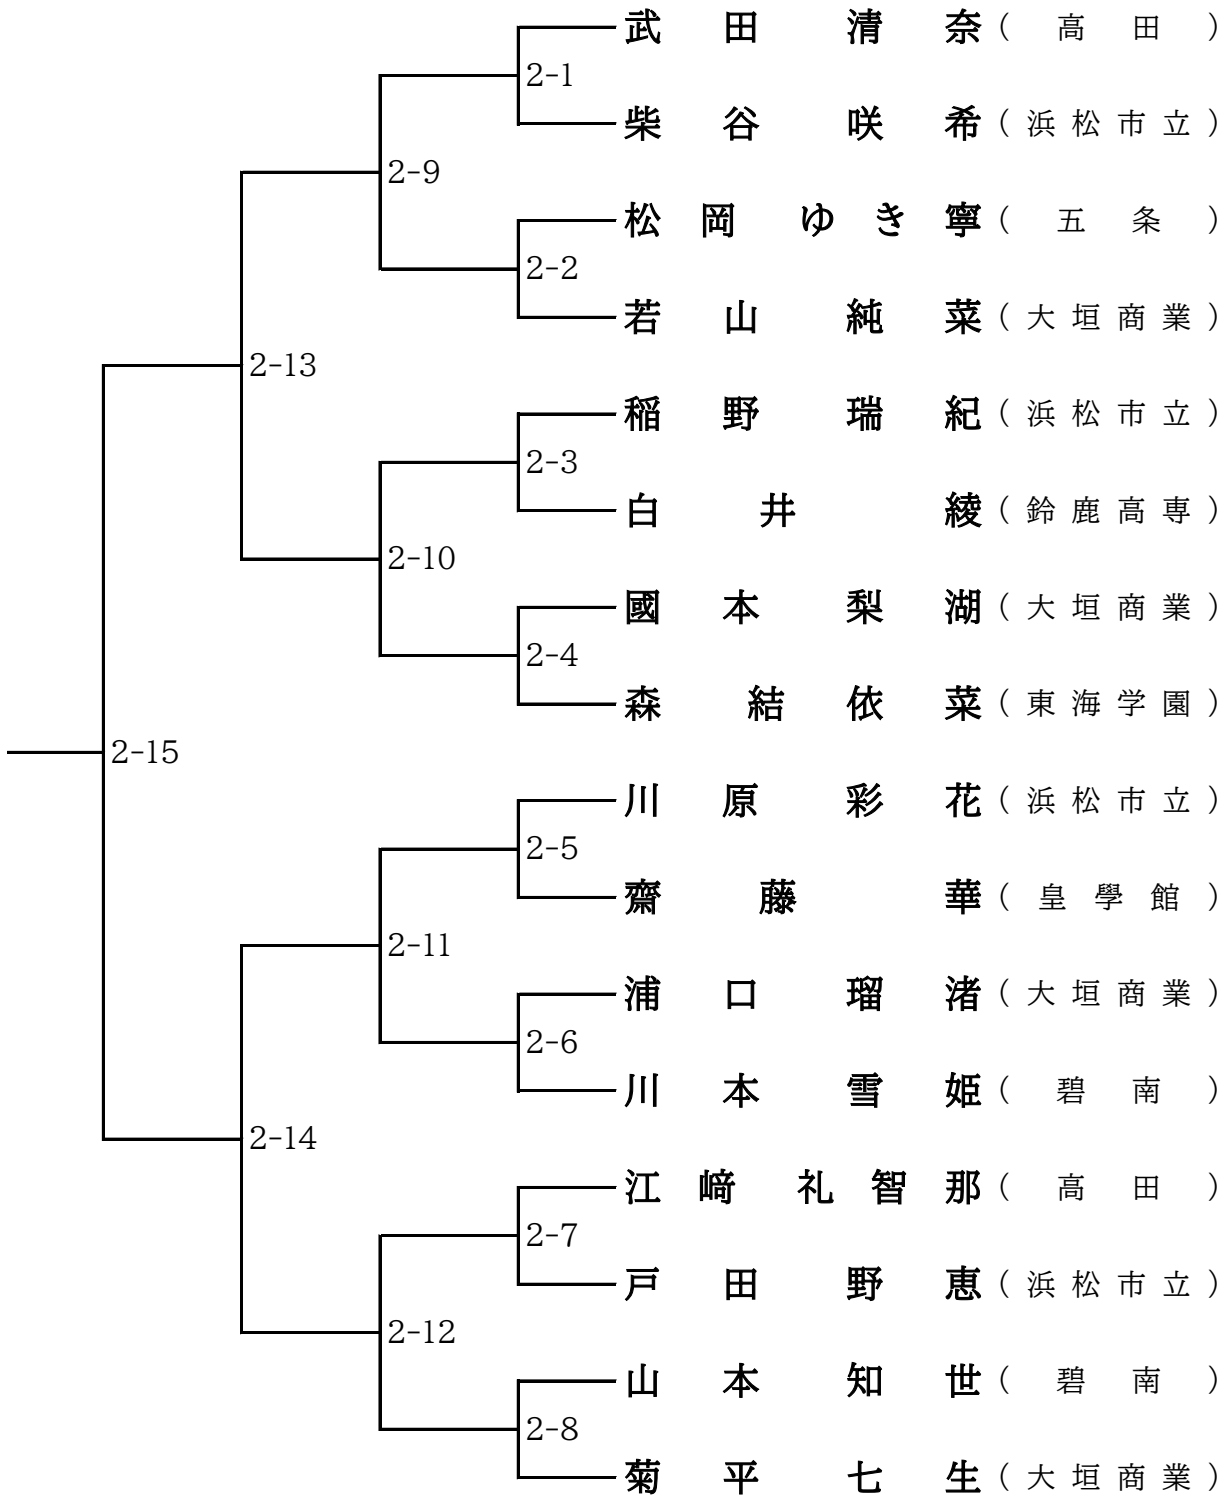 武田清奈(高田)
2-1
柴谷咲希(浜松市立)
2-9
松岡ゆき寧(五条)
2-2
若山純菜(大垣商業)
2-13
稲野瑞紀(浜松市立)
2-3
白井綾(鈴鹿高専)
2-10
國本梨湖(大垣商業)
2-4
森結依菜(東海学園)
2-15
川原彩花(浜松市立)
2-5
齋藤華(皇學館)
2-11
浦口瑠渚(大垣商業)
2-6
川本雪姫(碧南)
2-14
江﨑礼智那(高田)
2-7
戸田野恵(浜松市立)
2-12
山本知世(碧南)
2-8
菊平七生(大垣商業)